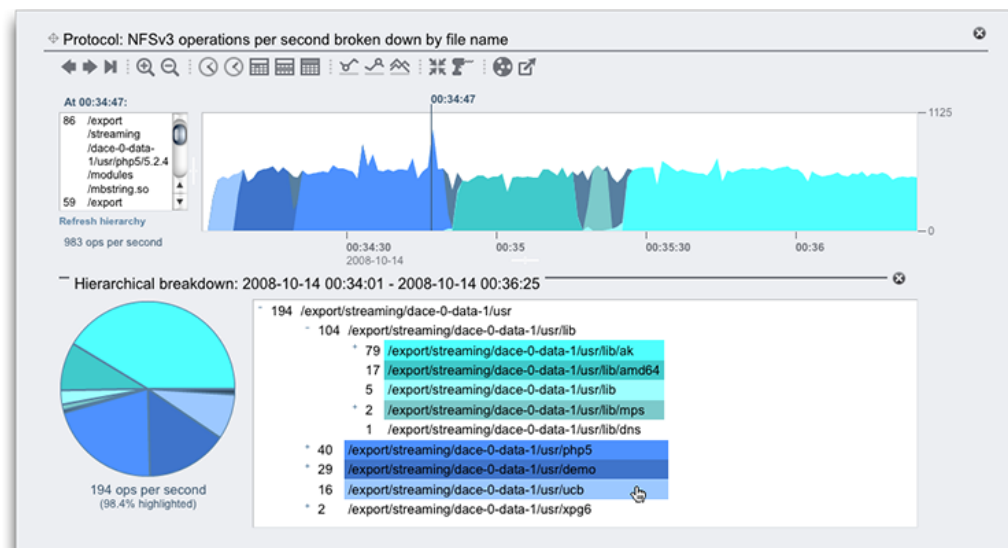 Protocol: NFSv3 operations per second broken down by file name
At 00:34:47:
00:34:47
1125
86 /export
/streaming
/dace-0-data-
1/usr/php5/5.2.4
/modules
/mbstring.so
59 /export
Refresh hierarchy
983 ops per second
0
00:34:30
00:35
00:35:30
00:36
2008-10-14
Hierarchical breakdown: 2008-10-14 00:34:01 - 2008-10-14 00:36:25
194 /export/streaming/dace-0-data-1/usr
104 /export/streaming/dace-0-data-1/usr/lib
79 /export/streaming/dace-0-data-1/usr/lib/ak
17 /export/streaming/dace-0-data-1/usr/lib/amd64
5 /export/streaming/dace-0-data-1/usr/lib
2 /export/streaming/dace-0-data-1/usr/lib/mps
1 /export/streaming/dace-0-data-1/usr/lib/dns
40 /export/streaming/dace-0-data-1/usr/php5
29 /export/streaming/dace-0-data-1/usr/demo
16 /export/streaming/dace-0-data-1/usr/ucb
2 /export/streaming/dace-0-data-1/usr/xpg6
194 ops per second
(98.4% highlighted)